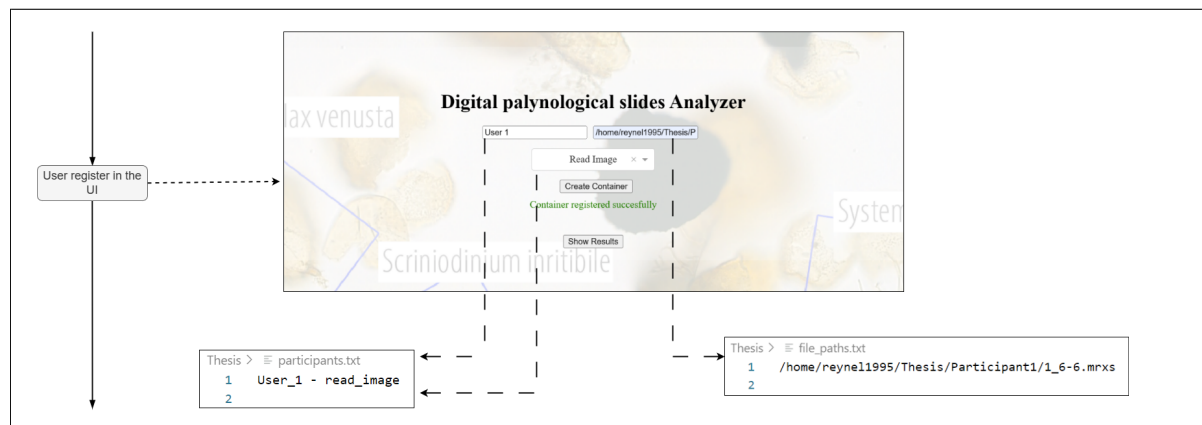 Digital palynological slides Analyzer
lax venusta
User 1
/home/reynel1995/Thesis/P
User register in the
UI
Read Image
Create Container
Container registered succesfully
System
Show Results
Scriniodinium inritibile
Thesis > participants.txt
1 User_1 - read_image
2
Thesis > file_paths.txt
1 /home/reynel1995/Thesis/Participant1/1_6-6.mrxs
2